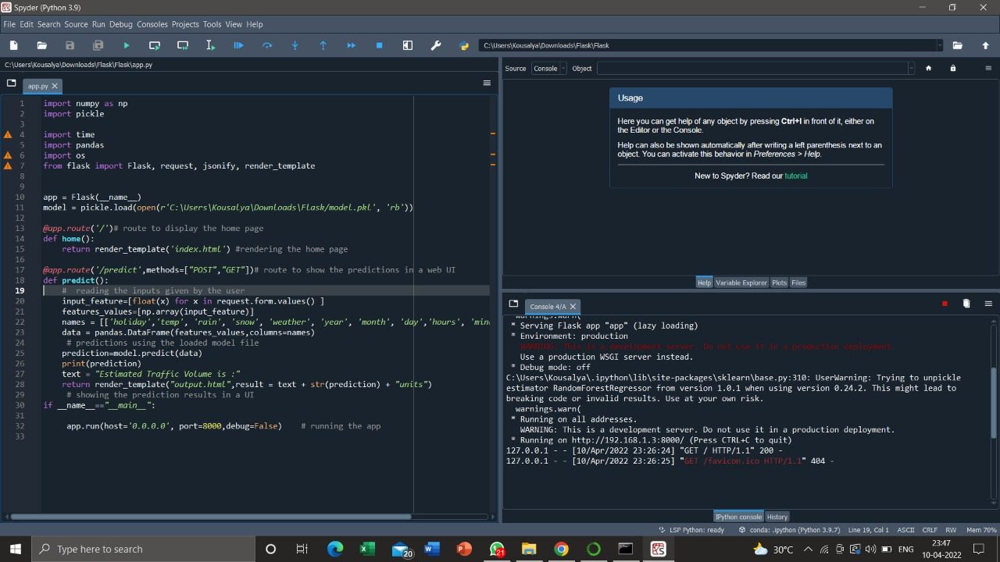 Spyder (Python 3.9)
File Edit Search Source Run Debug Consoles Projects Tools View Help
C:\Users\Kousalya\Downloads\Flask\Flask
C:\Users\Kousalya\Downloads\Flask\Flask\app.py
app.py
1 import numpy as np
2 import pickle
3
4 import time
5 import pandas
6 import os
7 from flask import Flask, request, jsonify, render_template
8
9
10 app = Flask(__name__)
11 model = pickle.load(open(r'C:\Users\Kousalya\Downloads\Flask/model.pkl', 'rb'))
12
13 @app.route('/')# route to display the home page
14 def home():
15 return render_template('index.html') #rendering the home page
16
17 @app.route('/predict',methods=["POST","GET"])# route to show the predictions in a web UI
18 def predict():
19 # reading the inputs given by the user
20 input_feature=[float(x) for x in request.form.values() ]
21 features_values=[np.array(input_feature)]
22 names = [['holiday','temp', 'rain', 'snow', 'weather', 'year', 'month', 'day','hours', 'min
23 data = pandas.DataFrame(features_values,columns=names)
24 # predictions using the loaded model file
25 prediction=model.predict(data)
26 print(prediction)
27 text = "Estimated Traffic Volume is :"
28 return render_template("output.html",result = text + str(prediction) + "units")
29 # showing the prediction results in a UI
30 if __name__=="__main__":
31
32 app.run(host='0.0.0.0', port=8000,debug=False) # running the app
33
Source Console Object
Usage
Here you can get help of any object by pressing Ctrl+I in front of it, either on
the Editor or the Console.
Help can also be shown automatically after writing a left parenthesis next to an
object. You can activate this behavior in Preferences > Help.
New to Spyder? Read our tutorial
Help Variable Explorer Plots Files
Console 4/A
warnings.warn(
* Serving Flask app "app" (lazy loading)
* Environment: production
WARNING: This is a development server. Do not use it in a production deployment.
Use a production WSGI server instead.
* Debug mode: off
C:\Users\Kousalya\.ipython\lib\site-packages\sklearn\base.py:310: UserWarning: Trying to unpickle
estimator RandomForestRegressor from version 1.0.1 when using version 0.24.2. This might lead to
breaking code or invalid results. Use at your own risk.
warnings.warn(
* Running on all addresses.
WARNING: This is a development server. Do not use it in a production deployment.
* Running on http://192.168.1.3:8000/ (Press CTRL+C to quit)
127.0.0.1 - - [10/Apr/2022 23:26:24] "GET / HTTP/1.1" 200 -
127.0.0.1 - - [10/Apr/2022 23:26:25] "GET /favicon.ico HTTP/1.1" 404 -
IPython console History
LSP Python: ready conda: .ipython (Python 3.9.7) Line 19, Col 1 ASCII CRLF RW Mem 70%
Type here to search
20
21
30°C ENG
23:47
10-04-2022